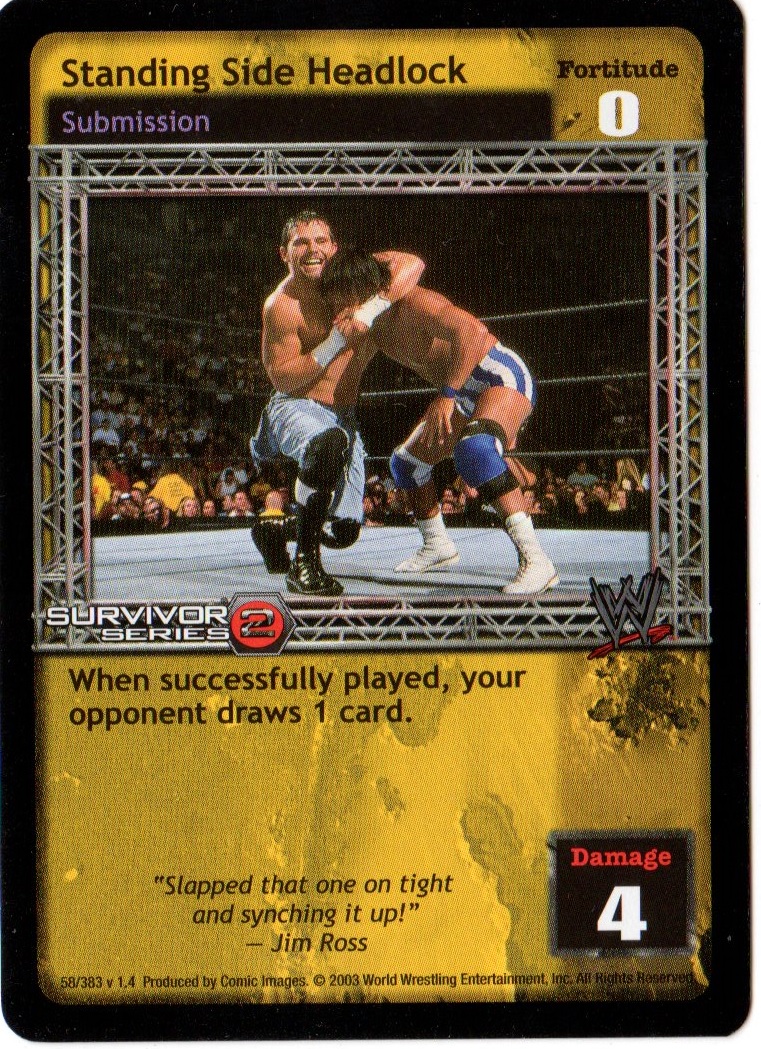 Standing Side Headlock
Fortitude
0
Submission
SURVIVOR
SERIES 2
W
When successfully played, your
opponent draws 1 card.
Damage
4
“Slapped that one on tight
and synching it up!”
— Jim Ross
58/383 v 1.4 Produced by Comic Images. © 2003 World Wrestling Entertainment, Inc. All Rights Reserved.